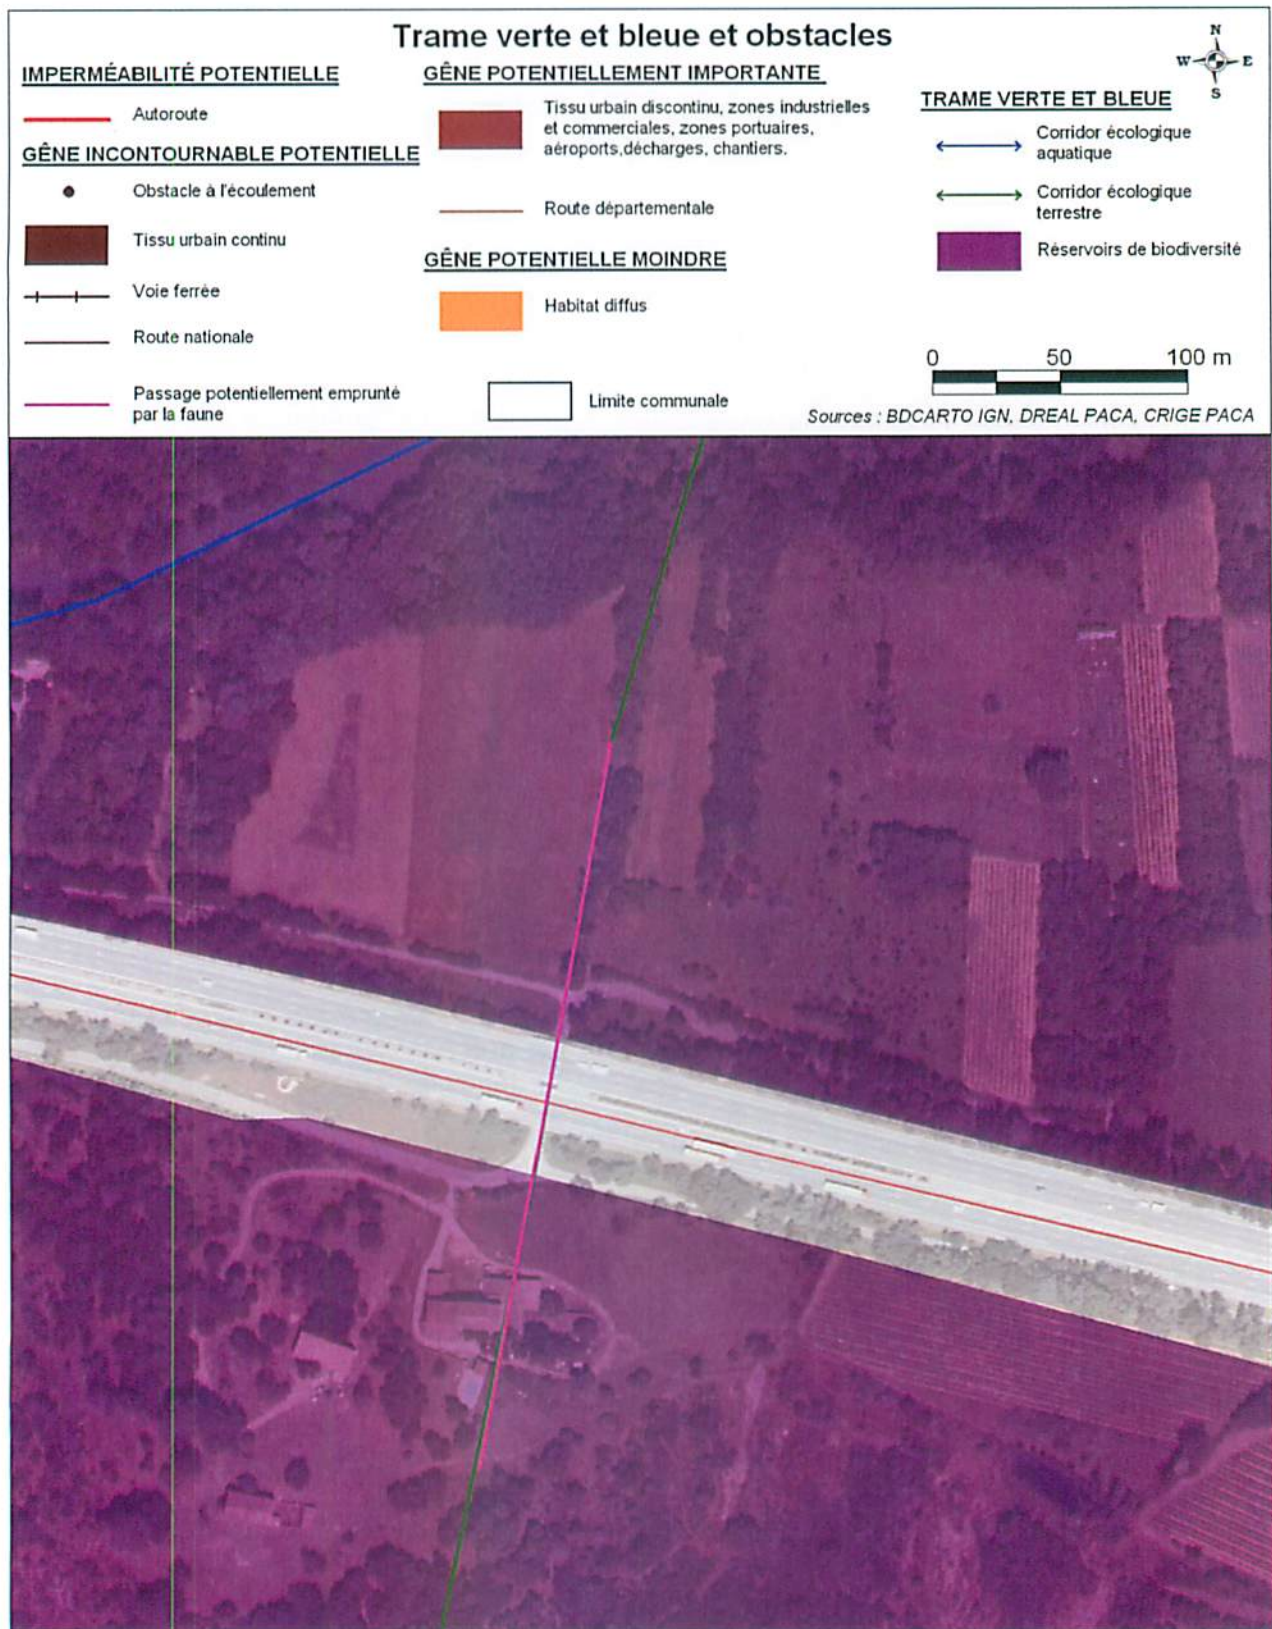 Trame verte et bleue et obstacles
N
W E
S
IMPERMÉABILITÉ POTENTIELLE
Autoroute
GÊNE INCONTOURNABLE POTENTIELLE
Obstacle à l'écoulement
Tissu urbain continu
Voie ferrée
Route nationale
Passage potentiellement emprunté
par la faune
GÊNE POTENTIELLEMENT IMPORTANTE
Tissu urbain discontinu, zones industrielles
et commerciales, zones portuaires,
aéroports,décharges, chantiers.
Route départementale
GÊNE POTENTIELLE MOINDRE
Habitat diffus
Limite communale
TRAME VERTE ET BLEUE
Corridor écologique
aquatique
Corridor écologique
terrestre
Réservoirs de biodiversité
0 50 100 m
Sources : BDCARTO IGN, DREAL PACA, CRIGE PACA